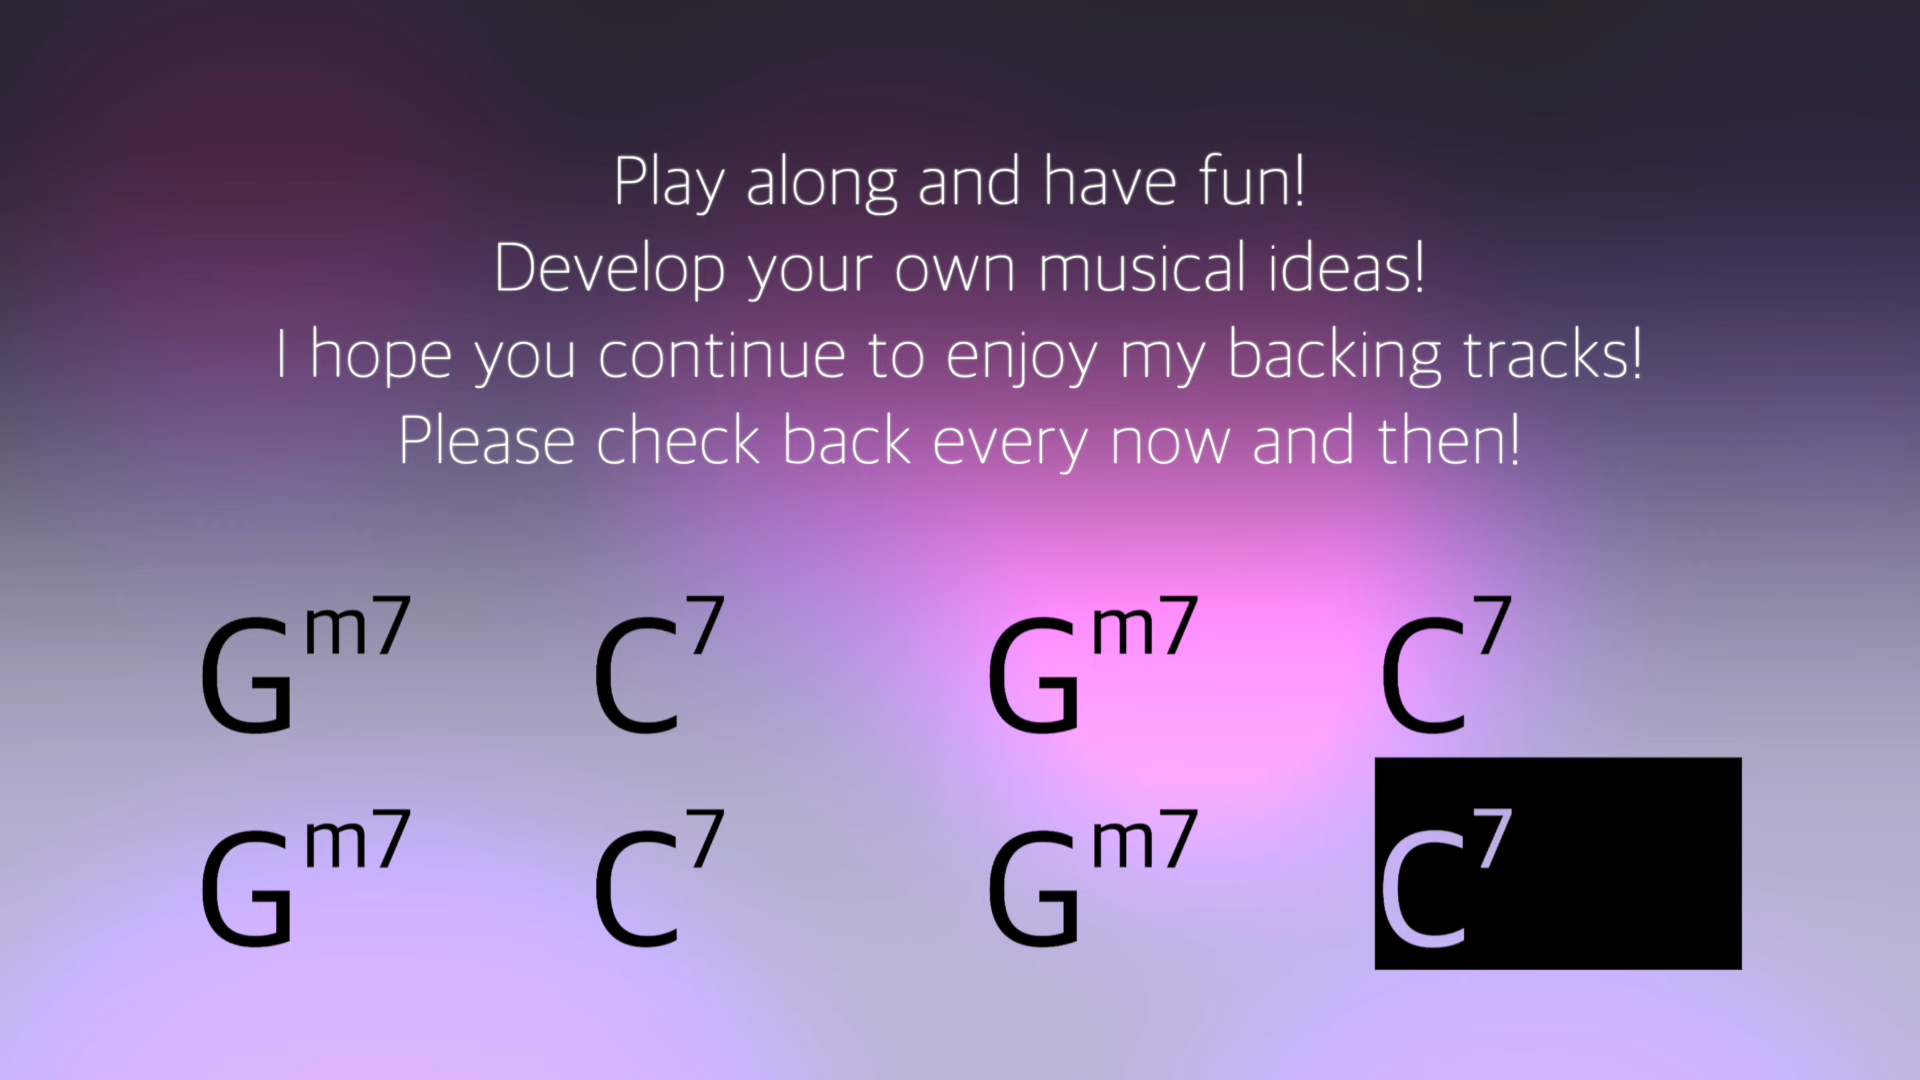 Play along and have fun!
Develop your own musical ideas!
I hope you continue to enjoy my backing tracks!
Please check back every now and then!
Gm7 C7 Gm7 C7
Gm7 C7 Gm7 C7